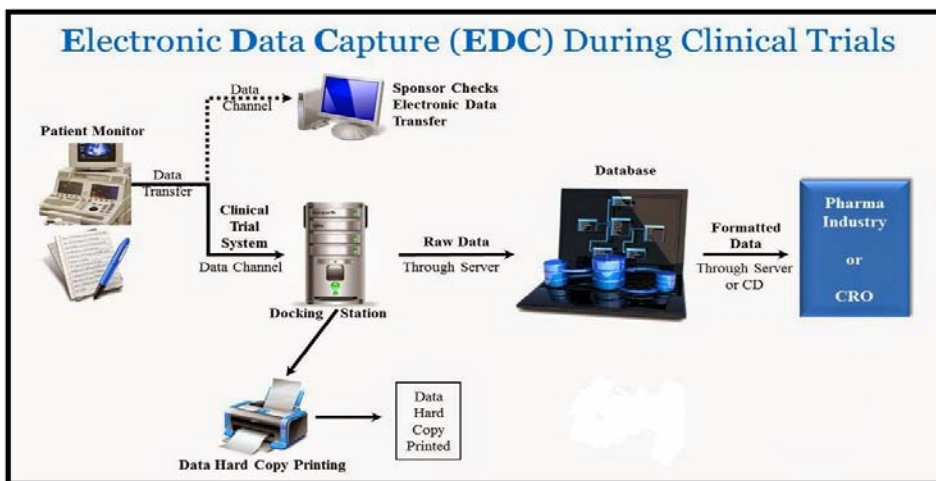 Electronic Data Capture (EDC) During Clinical Trials
Data
Channel
Sponsor Checks
Electronic Data
Transfer
Patient Monitor
Data
Transfer
Clinical
Trial
System
Data Channel
Docking Station
Raw Data
Through Server
Database
Formatted
Data
Through Server
or CD
Pharma
Industry
or
CRO
Data Hard Copy Printing
Data
Hard
Copy
Printed